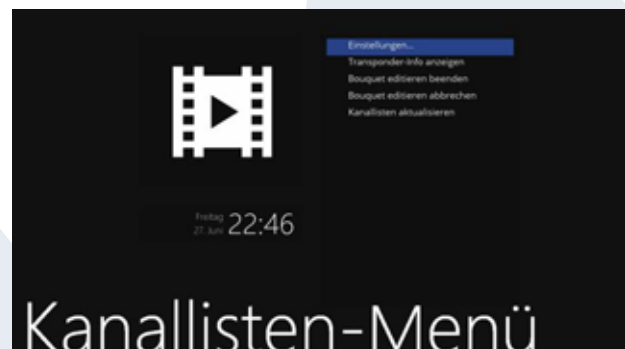 Einstellungen...
Transponder-Info anzeigen
Bouquet editieren beenden
Bouquet editieren abbrechen
Kanallisten aktualisieren
Freitag
27. Juni 22:46
Kanallisten-Menü